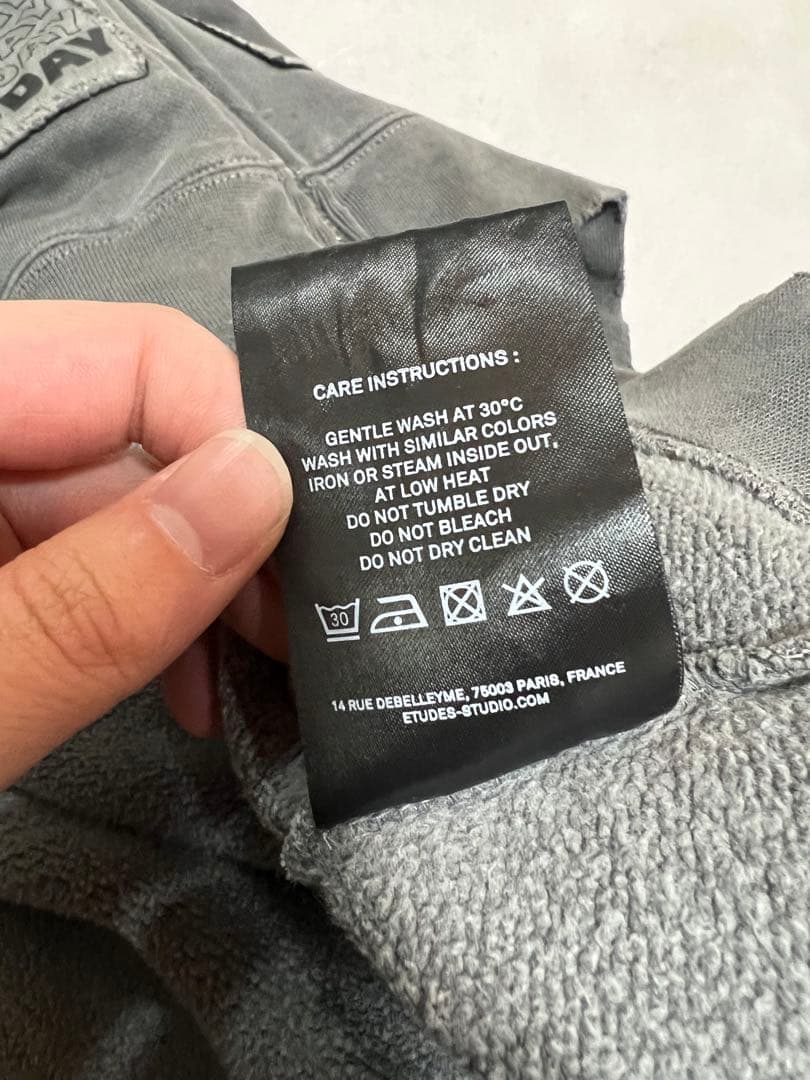 DAY
CARE INSTRUCTIONS :
GENTLE WASH AT 30°C
WASH WITH SIMILAR COLORS
IRON OR STEAM INSIDE OUT,
AT LOW HEAT
DO NOT TUMBLE DRY
DO NOT BLEACH
DO NOT DRY CLEAN
30
14 RUE DEBELLEYME, 75003 PARIS, FRANCE
ETUDES-STUDIO.COM